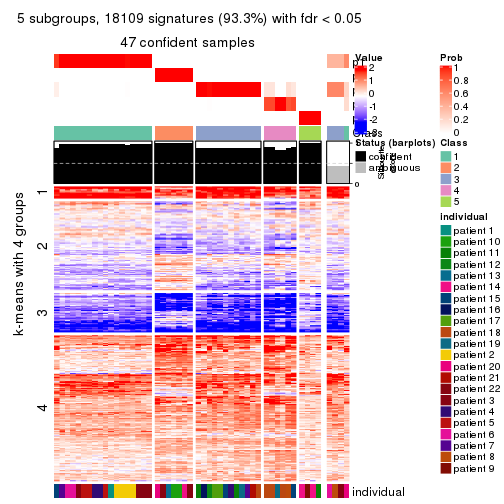 5 subgroups, 18109 signatures (93.3%) with fdr < 0.05
47 confident samples
k-means with 4 groups
1
2
3
4
p1
Class
0
individual
Value
2
1
0
-1
-2
Status (barplots)
confident
ambiguous
Prob
1
0.8
0.6
0.4
0.2
0
Class
1
2
3
4
5
individual
patient 1
patient 10
patient 11
patient 12
patient 13
patient 14
patient 15
patient 16
patient 17
patient 18
patient 19
patient 2
patient 20
patient 21
patient 22
patient 3
patient 4
patient 5
patient 6
patient 7
patient 8
patient 9